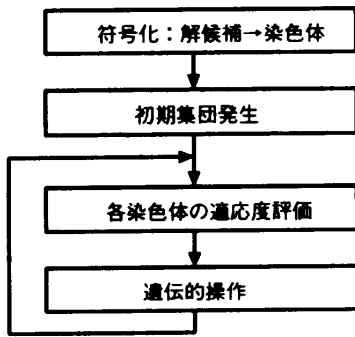 符号化：解候補→染色体
初期集団発生
各染色体の適応度評価
遺伝的操作